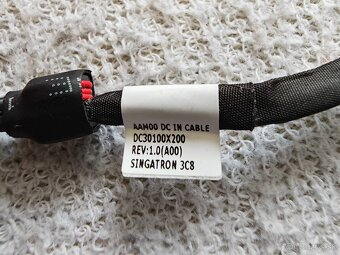 AAM00 DC IN CABLE
DC30100X200
REV:1.0(A00)
SINGATRON 3C8